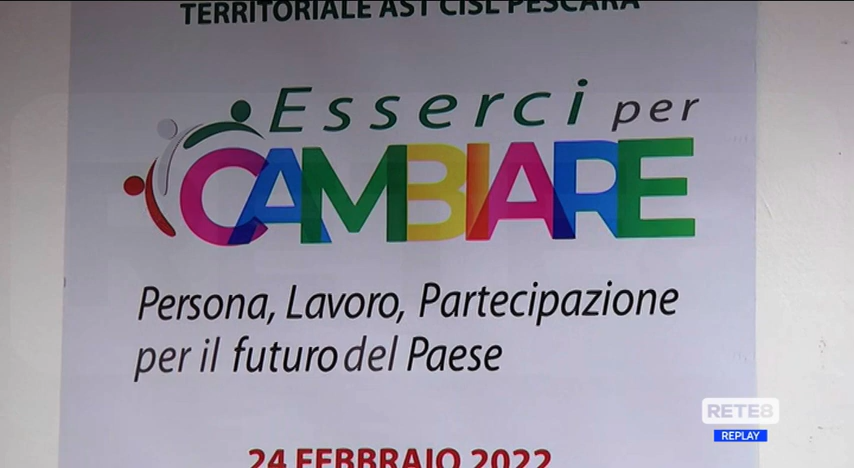 TERRITORIALE AST CISL PESCARA
Esserci per
CAMBIARE
Persona, Lavoro, Partecipazione
per il futuro del Paese
24 FEBBRAIO 2022
RETE8
REPLAY